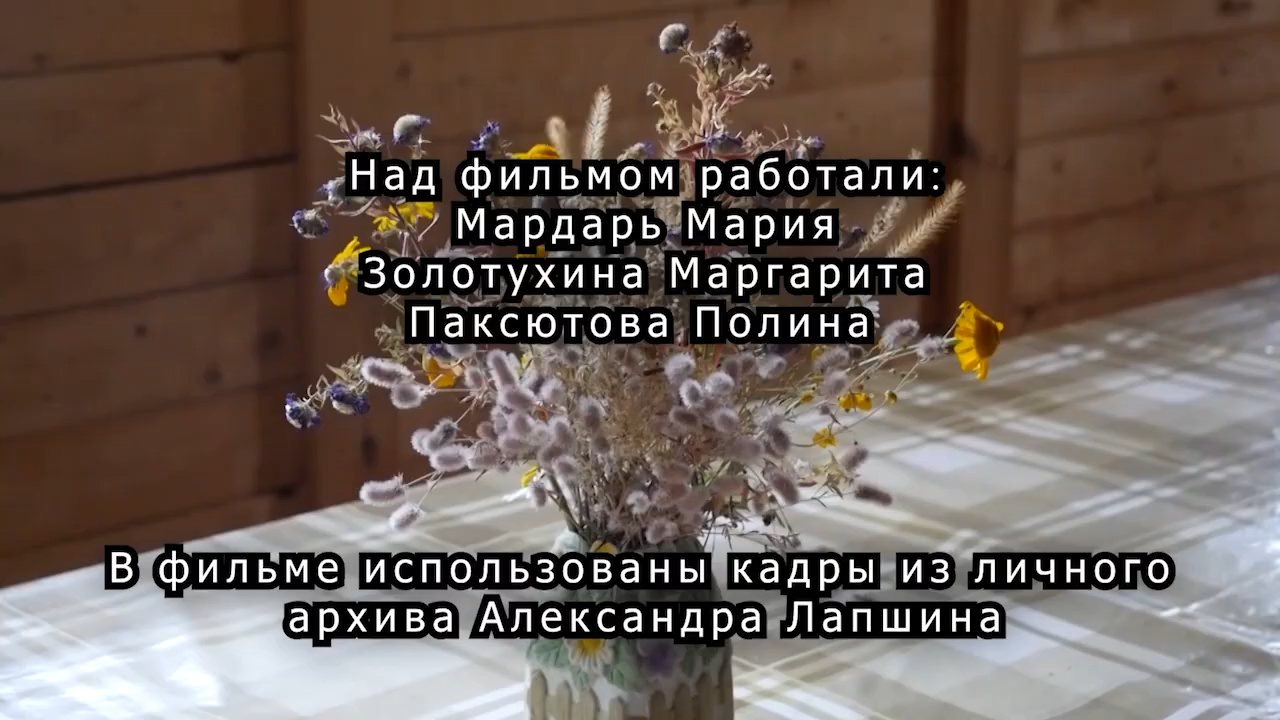 Над фильмом работали:
Мардарь Мария
Золотухина Маргарита
Паксютова Полина
В фильме использованы кадры из личного
архива Александра Лапшина